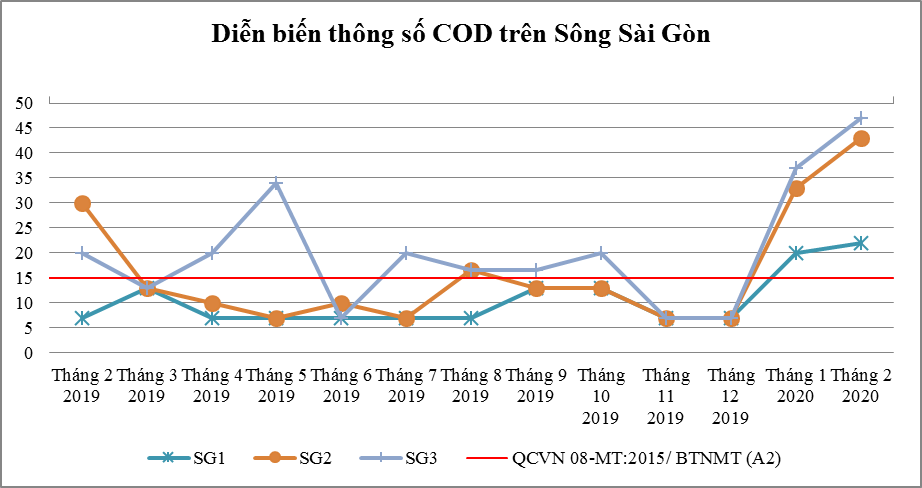 Diễn biến thông số COD trên Sông Sài Gòn
50
45
40
35
30
25
20
15
10
5
0
Tháng 2 2019
Tháng 3 2019
Tháng 4 2019
Tháng 5 2019
Tháng 6 2019
Tháng 7 2019
Tháng 8 2019
Tháng 9 2019
Tháng 10 2019
Tháng 11 2019
Tháng 12 2019
Tháng 1 2020
Tháng 2 2020
SG1
SG2
SG3
QCVN 08-MT:2015/ BTNMT (A2)